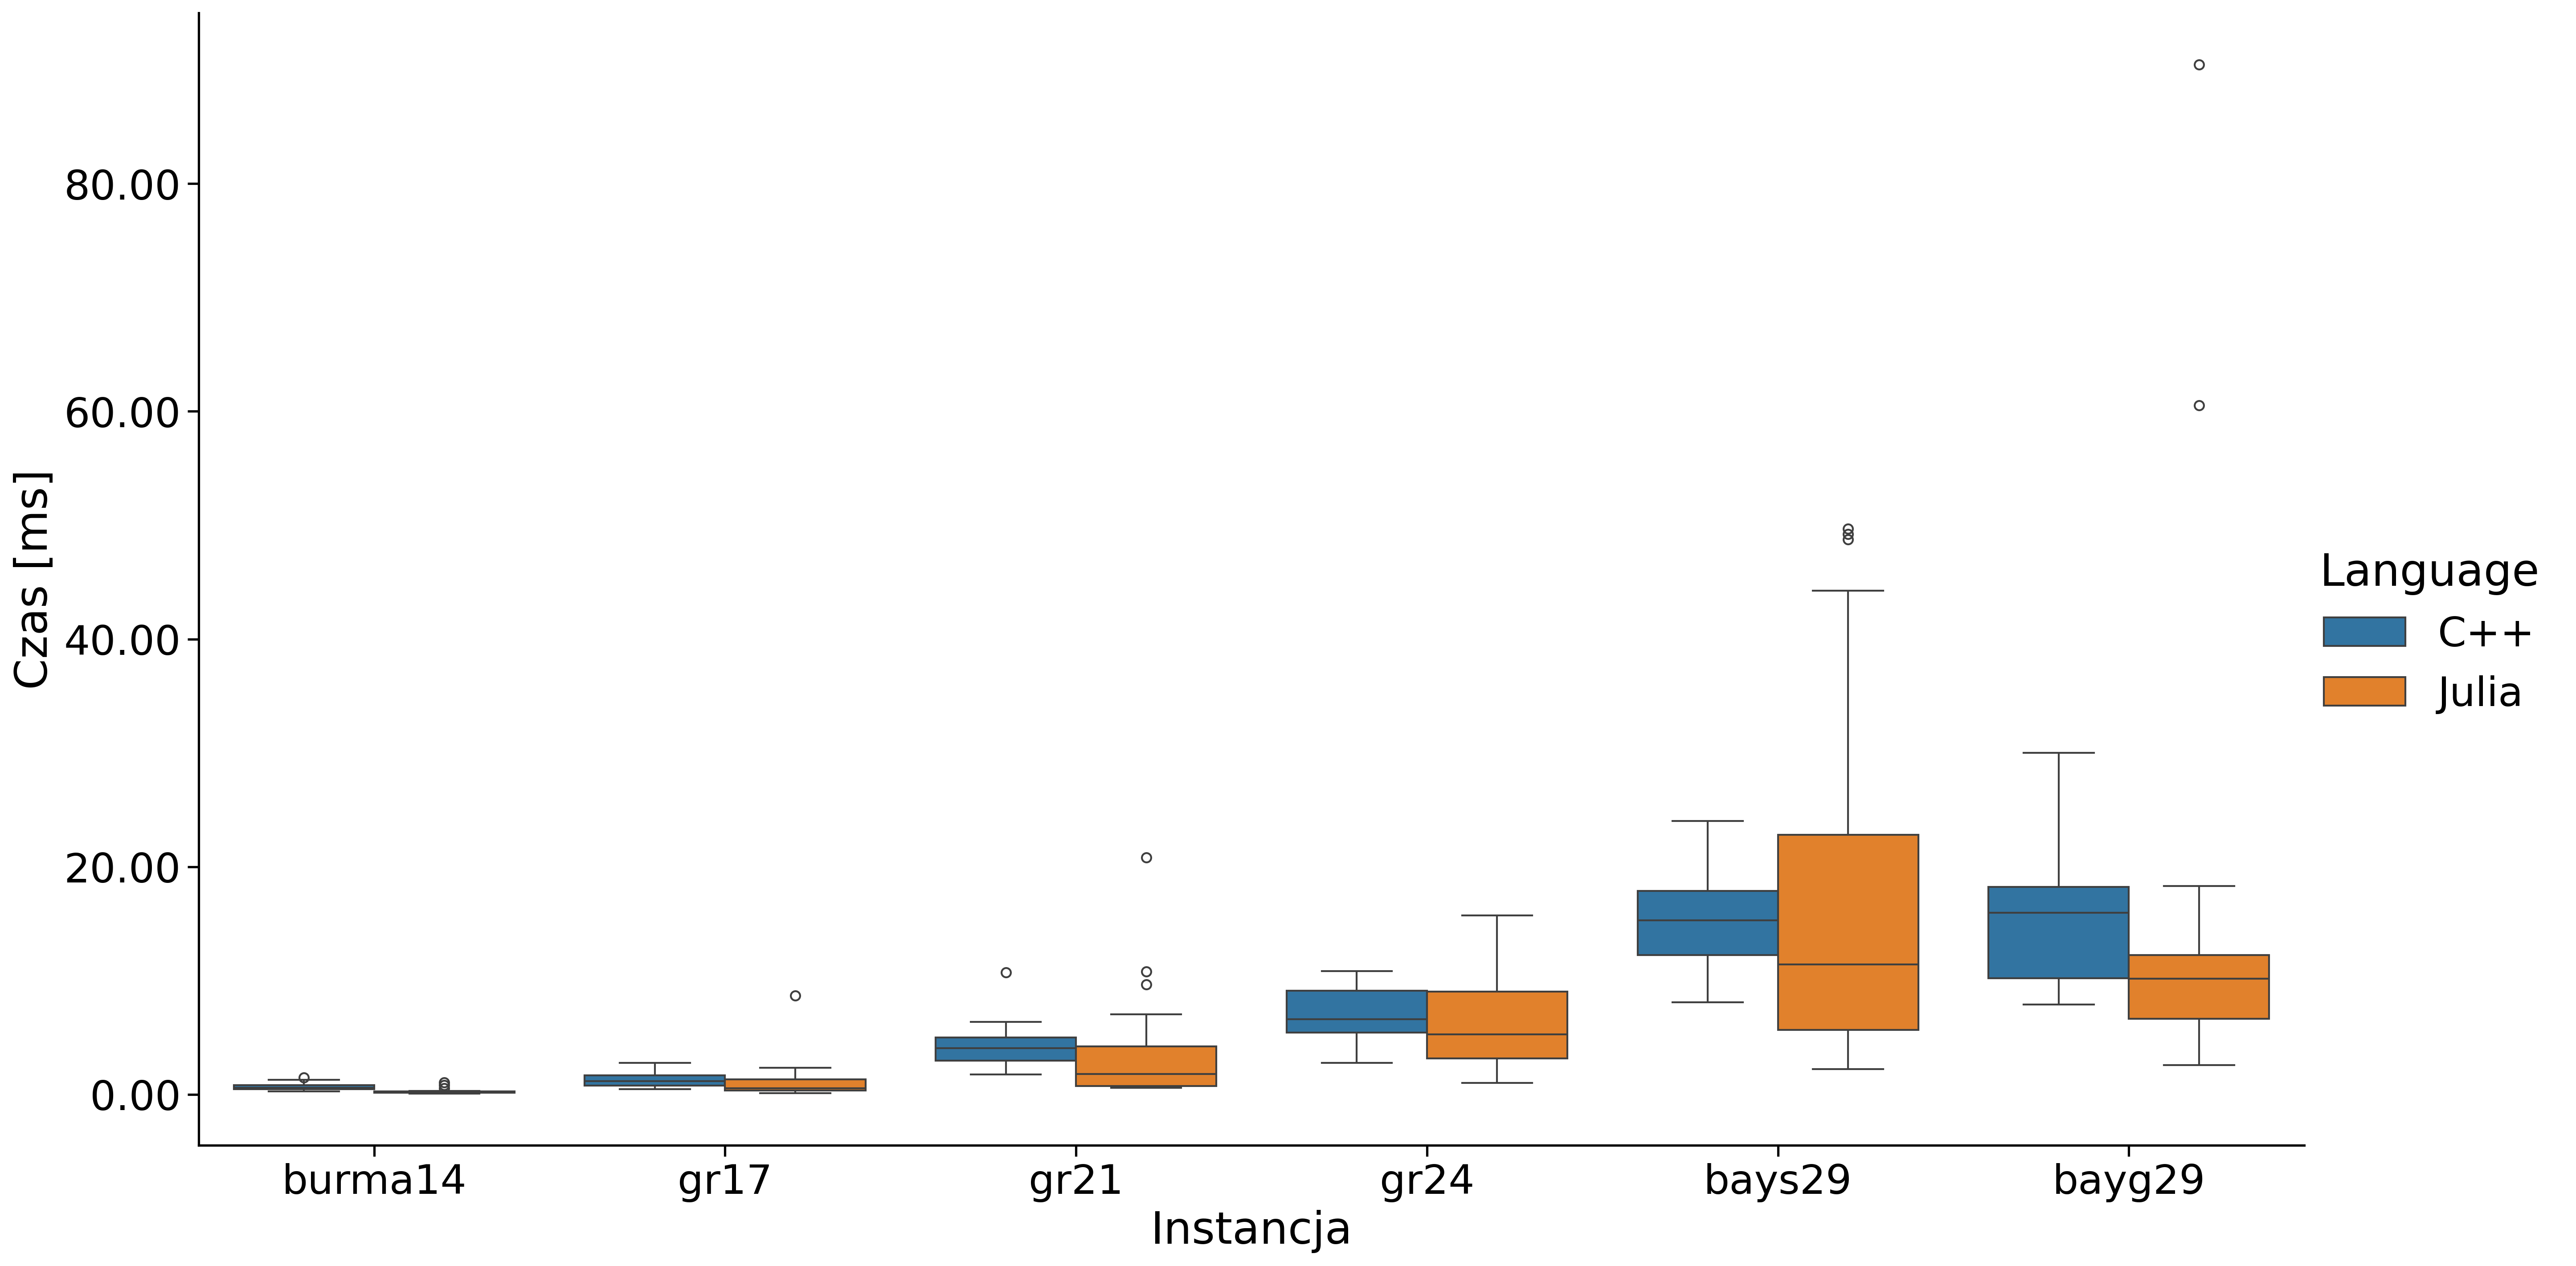 80.00
60.00
40.00
20.00
0.00
Czas [ms]
burma14 gr17 gr21 gr24 bays29 bayg29
Instancja
Language
C++
Julia